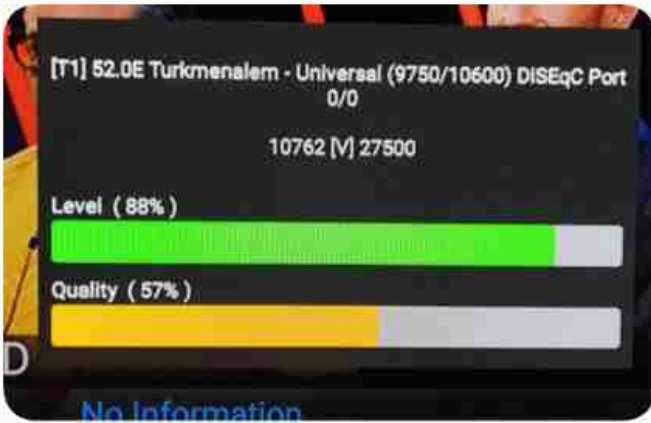 [T1] 52.0E Turkmenalem - Universal (9750/10600) DiSEqC Port
0/0
10762 [V] 27500
Level ( 88% )
Quality ( 57% )
D
No Information